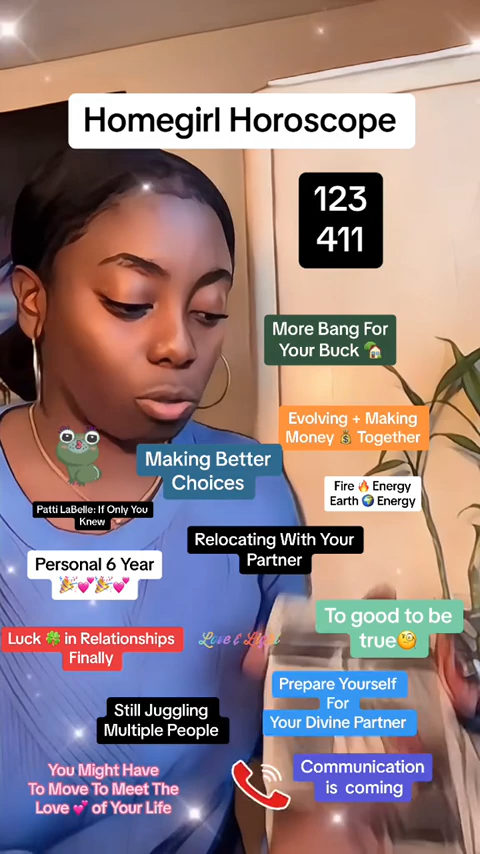 Homegirl Horoscope
123
411
More Bang For
Your Buck 🏡
Evolving + Making
Money 💰 Together
Making Better
Choices
Fire 🔥 Energy
Earth 🌍 Energy
Patti LaBelle: If Only You
Knew
Relocating With Your
Partner
Personal 6 Year
🎉💕🎉💕
To good to be
true🧐
Luck 🍀 in Relationships
Finally
Love & Light
Prepare Yourself
For
Your Divine Partner
Still Juggling
Multiple People
Communication
is coming
You Might Have
To Move To Meet The
Love 💕 of Your Life